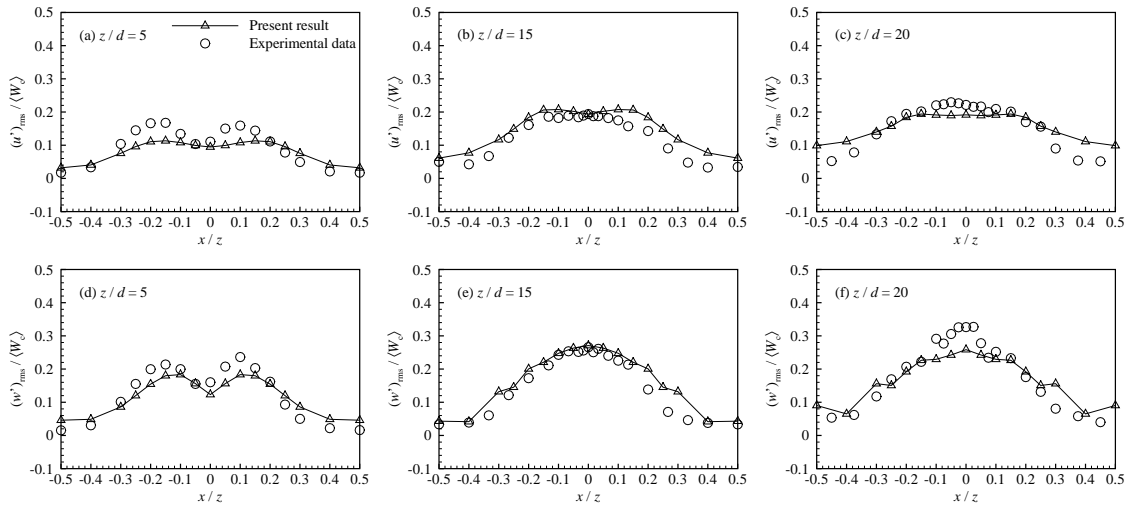 (a) z / d = 5
Present result
Experimental data
0.5
0.4
0.3
0.2
0.1
0
-0.1
(u')rms / ⟨Wc⟩
-0.5 -0.4 -0.3 -0.2 -0.1 0 0.1 0.2 0.3 0.4 0.5
x / z
(b) z / d = 15
0.5
0.4
0.3
0.2
0.1
0
-0.1
(u')rms / ⟨Wc⟩
-0.5 -0.4 -0.3 -0.2 -0.1 0 0.1 0.2 0.3 0.4 0.5
x / z
(c) z / d = 20
0.5
0.4
0.3
0.2
0.1
0
-0.1
(u')rms / ⟨Wc⟩
-0.5 -0.4 -0.3 -0.2 -0.1 0 0.1 0.2 0.3 0.4 0.5
x / z
(d) z / d = 5
0.5
0.4
0.3
0.2
0.1
0
-0.1
(w')rms / ⟨Wc⟩
-0.5 -0.4 -0.3 -0.2 -0.1 0 0.1 0.2 0.3 0.4 0.5
x / z
(e) z / d = 15
0.5
0.4
0.3
0.2
0.1
0
-0.1
(w')rms / ⟨Wc⟩
-0.5 -0.4 -0.3 -0.2 -0.1 0 0.1 0.2 0.3 0.4 0.5
x / z
(f) z / d = 20
0.5
0.4
0.3
0.2
0.1
0
-0.1
(w')rms / ⟨Wc⟩
-0.5 -0.4 -0.3 -0.2 -0.1 0 0.1 0.2 0.3 0.4 0.5
x / z